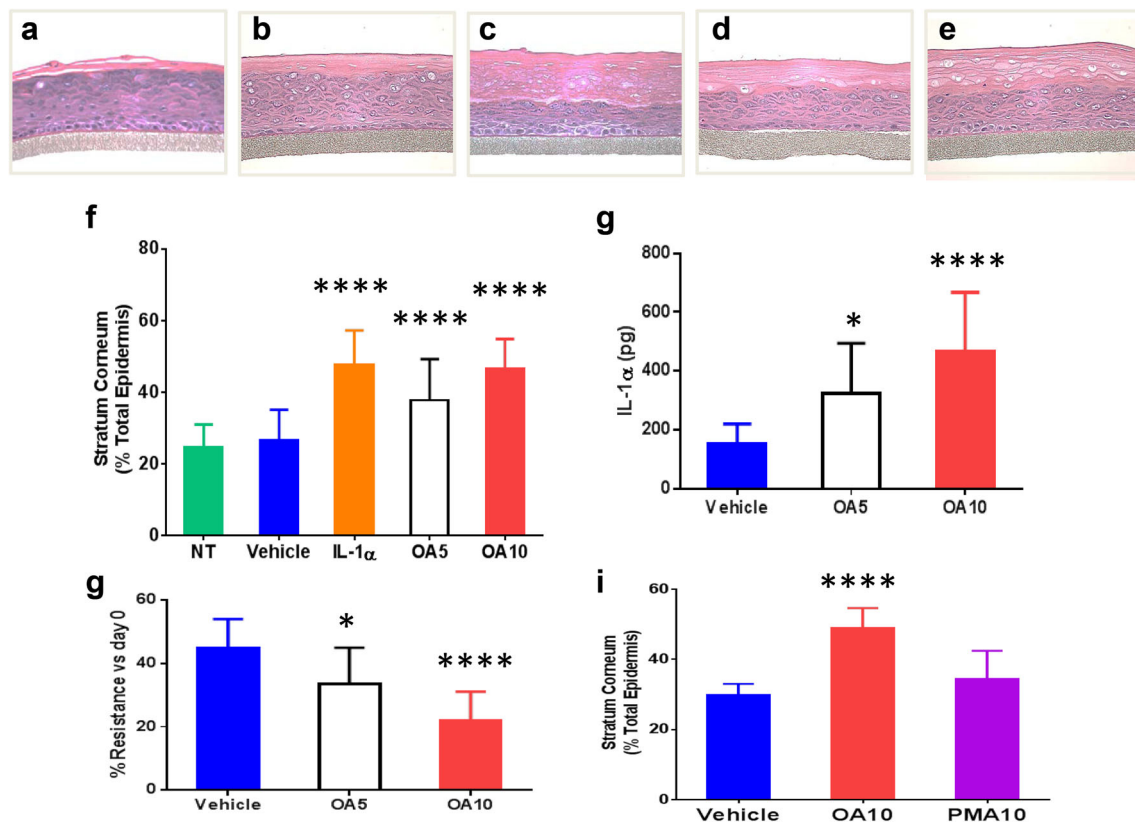 a
b
c
d
e
f
Stratum Corneum
(% Total Epidermis)
80
60
40
20
0
****
****
****
NT
Vehicle
IL-1α
OA5
OA10
g
IL-1α (pg)
800
600
400
200
0
*
****
Vehicle
OA5
OA10
g
%Resistance vs day 0
60
40
20
0
*
****
Vehicle
OA5
OA10
i
Stratum Corneum
(% Total Epidermis)
60
40
20
0
****
Vehicle
OA10
PMA10